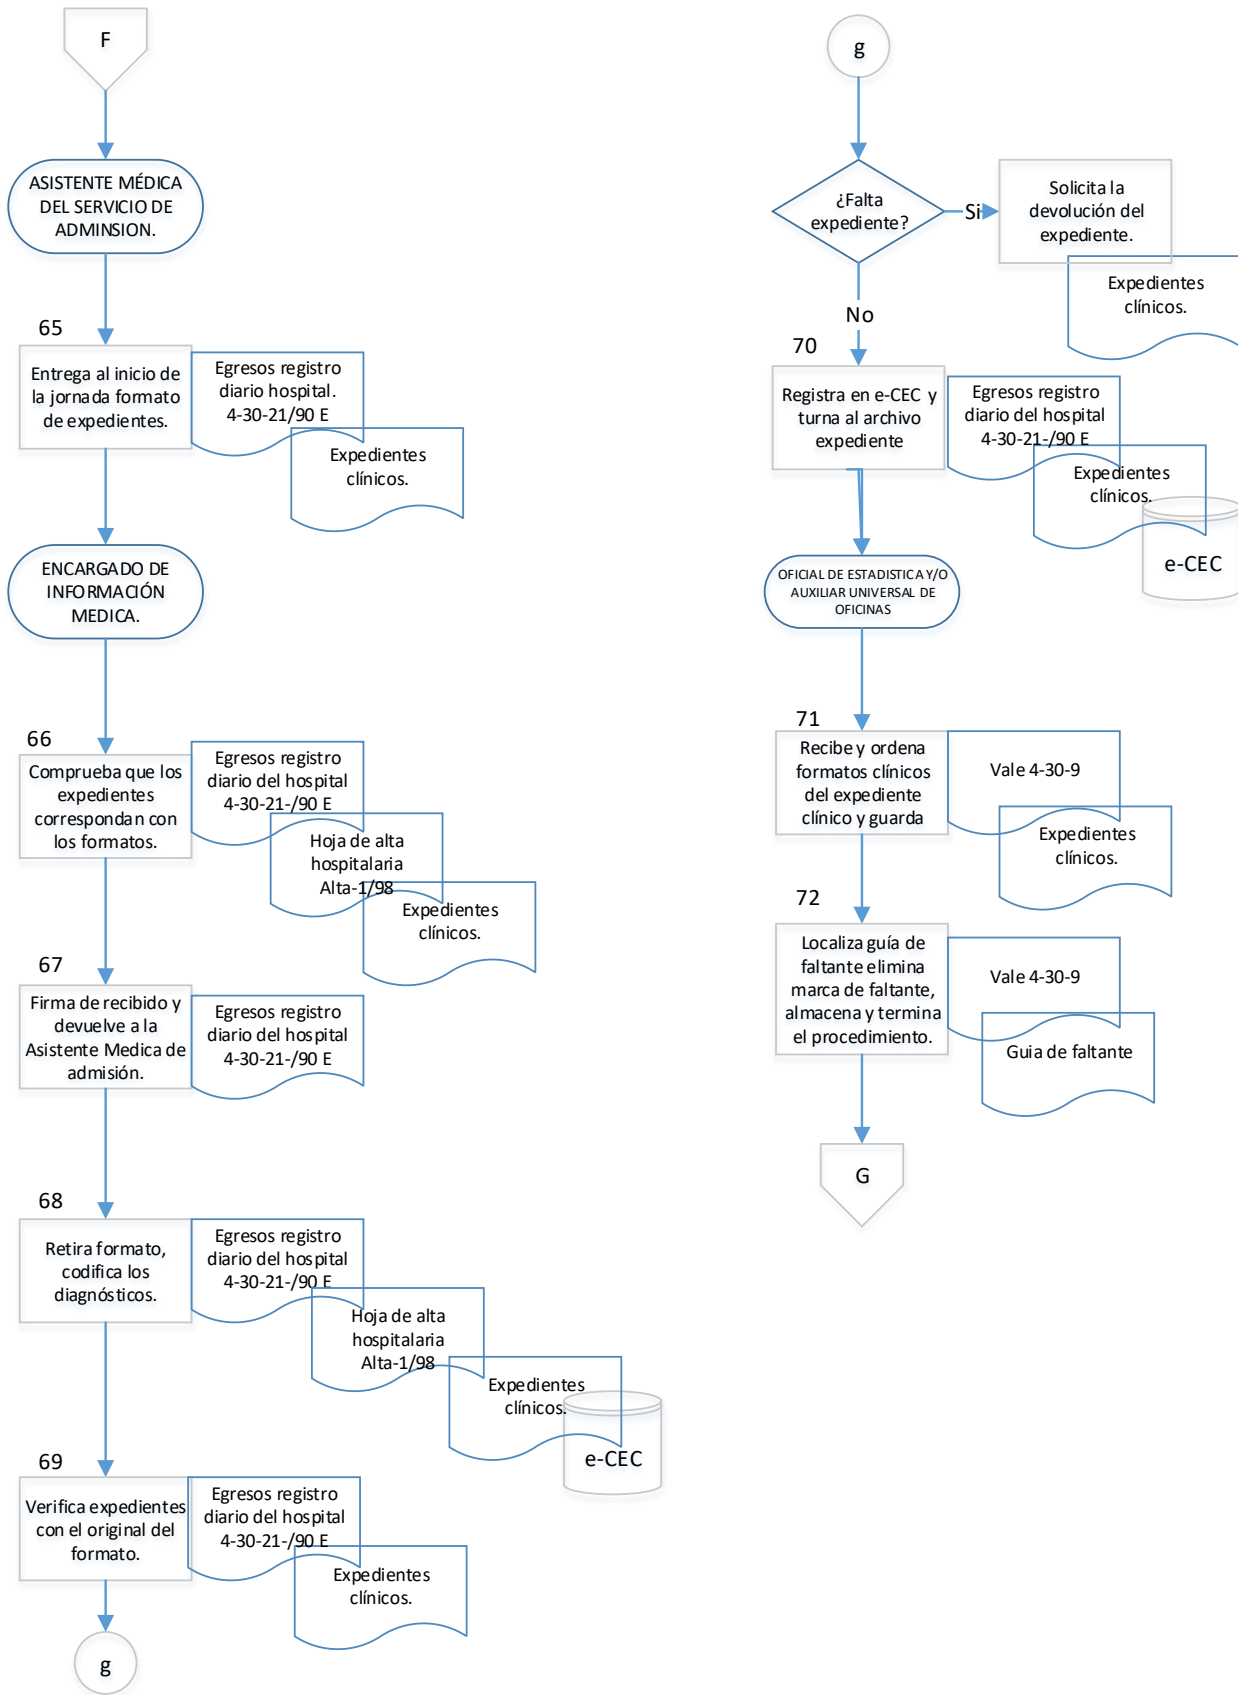 F
ASISTENTE MÉDICA
DEL SERVICIO DE
ADMINSION.
65
Entrega al inicio de
la jornada formato
de expedientes.
Egresos registro
diario hospital.
4-30-21/90 E
Expedientes
clínicos.
ENCARGADO DE
INFORMACIÓN
MEDICA.
66
Comprueba que los
expedientes
correspondan con
los formatos.
Egresos registro
diario del hospital
4-30-21-/90 E
Hoja de alta
hospitalaria
Alta-1/98
Expedientes
clínicos.
67
Firma de recibido y
devuelve a la
Asistente Medica de
admisión.
Egresos registro
diario del hospital
4-30-21-/90 E
68
Retira formato,
codifica los
diagnósticos.
Egresos registro
diario del hospital
4-30-21-/90 E
Hoja de alta
hospitalaria
Alta-1/98
Expedientes
clínicos.
e-CEC
69
Verifica expedientes
con el original del
formato.
Egresos registro
diario del hospital
4-30-21-/90 E
Expedientes
clínicos.
g
g
¿Falta
expediente?
Si
Solicita la
devolución del
expediente.
Expedientes
clínicos.
No
70
Registra en e-CEC y
turna al archivo
expediente
Egresos registro
diario del hospital
4-30-21-/90 E
Expedientes
clínicos.
e-CEC
OFICIAL DE ESTADISTICA Y/O
AUXILIAR UNIVERSAL DE
OFICINAS
71
Recibe y ordena
formatos clínicos
del expediente
clínico y guarda
Vale 4-30-9
Expedientes
clínicos.
72
Localiza guía de
faltante elimina
marca de faltante,
almacena y termina
el procedimiento.
Vale 4-30-9
Guia de faltante
G